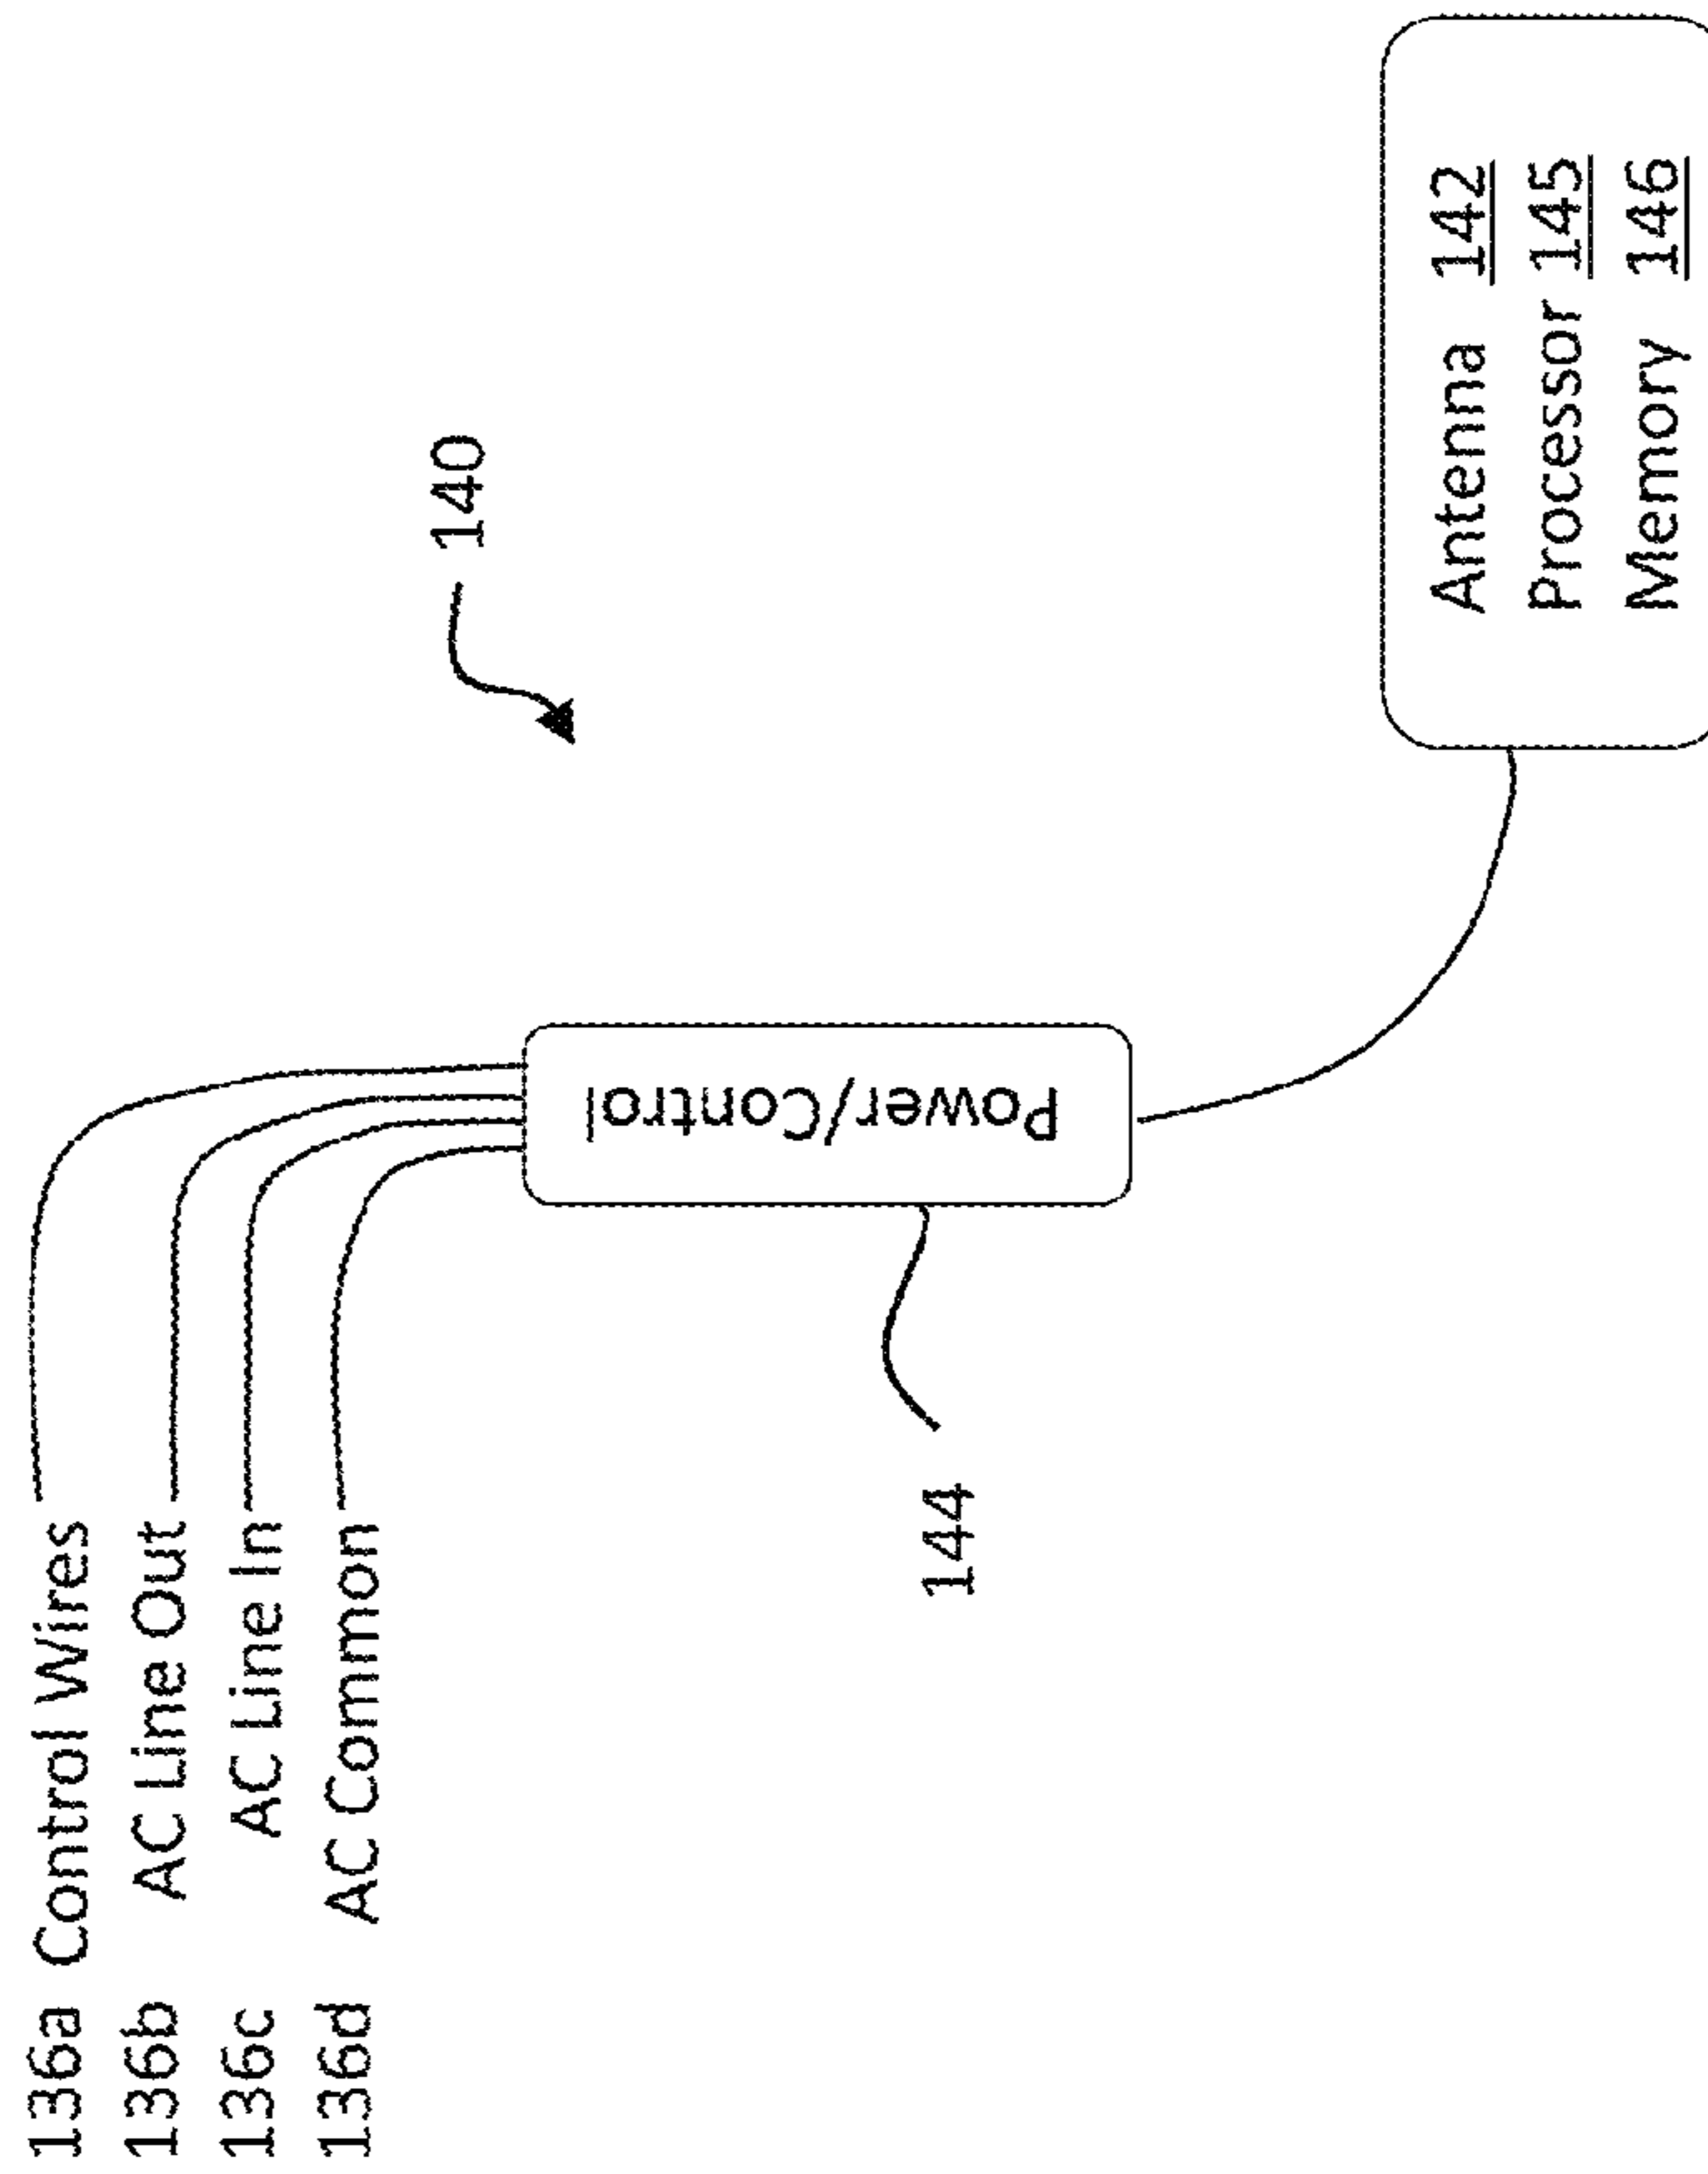 136a Control Wires
136b AC Line Out
136c AC Line In
136d AC Common
140
Power/Control
144
Antenna 142
Processor 145
Memory 146